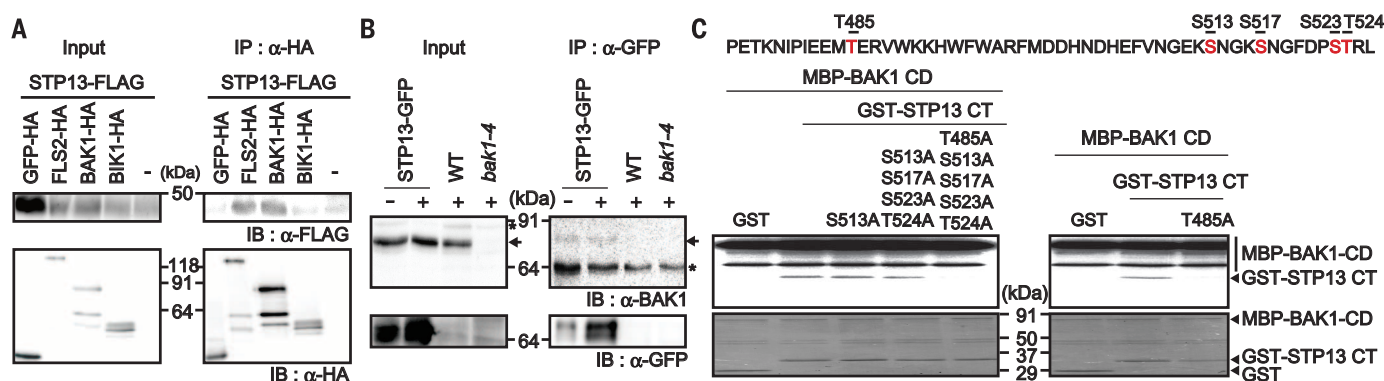 A
Input
IP : α-HA
STP13-FLAG
STP13-FLAG
GFP-HA
FLS2-HA
BAK1-HA
BIK1-HA
-
(kDa)
GFP-HA
FLS2-HA
BAK1-HA
BIK1-HA
-
50
IB : α-FLAG
118
91
64
IB : α-HA
B
Input
IP : α-GFP
STP13-GFP
WT
bak1-4
STP13-GFP
WT
bak1-4
- + + + (kDa) - + + +
91
*
64
*
IB : α-BAK1
64
IB : α-GFP
C
T485 S513 S517 S523 T524
PETKNIPIEEMTERVWKKHWFWARFMDDHNDHEFVNGEKSNGKSNGFDPSTRL
MBP-BAK1 CD
GST-STP13 CT
T485A
S513A S513A
S517A S517A
S523A S523A
GST S513A T524A T524A
MBP-BAK1 CD
GST-STP13 CT
GST T485A
MBP-BAK1-CD
GST-STP13 CT
(kDa)
91
50
37
29
MBP-BAK1-CD
GST-STP13 CT
GST